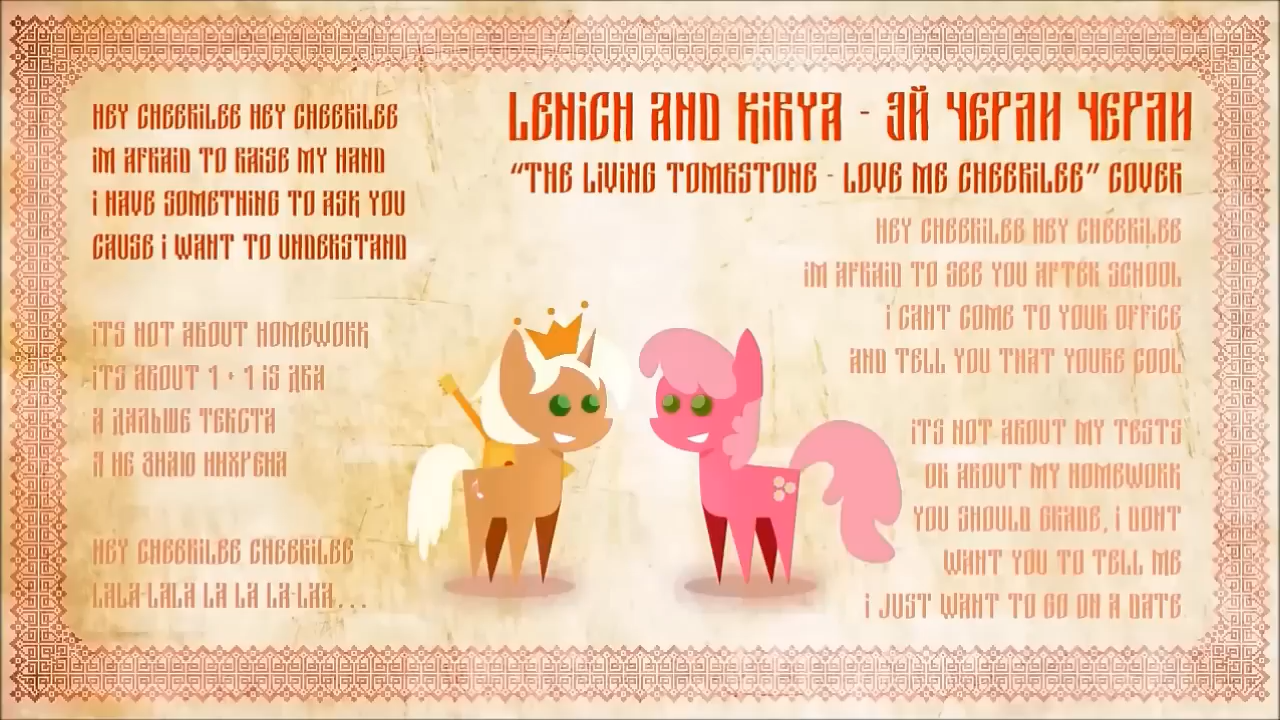 LENICH AND KIRYA - ЭЙ ЧЕРЛИ ЧЕРЛИ
"THE LIVING TOMBSTONE - LOVE ME CHEERILEE" COVER
HEY CHEERILEE HEY CHEERILEE
IM AFRAID TO RAISE MY HAND
I HAVE SOMETHING TO ASK YOU
CAUSE I WANT TO UNDERSTAND
ITS NOT ABOUT HOMEWORK
ITS ABOUT 1 + 1 IS ДВА
А ДАЛЬШЕ ТЕКСТА
Я НЕ ЗНАЮ НИХРЕНА
HEY CHEERILEE CHEERILEE
LALA-LALA LA LA LA-LAA...
HEY CHEERILEE HEY CHEERILEE
IM AFRAID TO SEE YOU AFTER SCHOOL
I CANT COME TO YOUR OFFICE
AND TELL YOU THAT YOURE COOL
ITS NOT ABOUT MY TESTS
OR ABOUT MY HOMEWORK
YOU SHOULD GRADE, I DONT
WANT YOU TO TELL ME
I JUST WANT TO GO ON A DATE